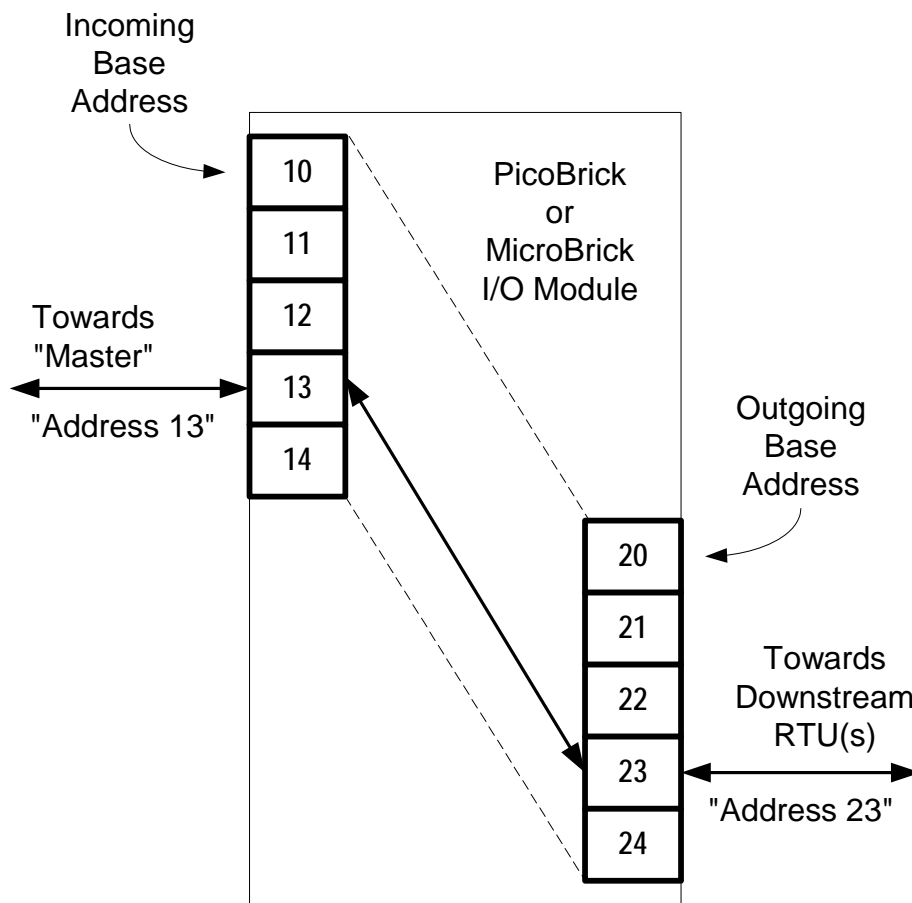 Incoming
Base
Address
10
11
12
13
14
PicoBrick
or
MicroBrick
I/O Module
Towards
"Master"
"Address 13"
Outgoing
Base
Address
20
21
22
23
24
Towards
Downstream
RTU(s)
"Address 23"